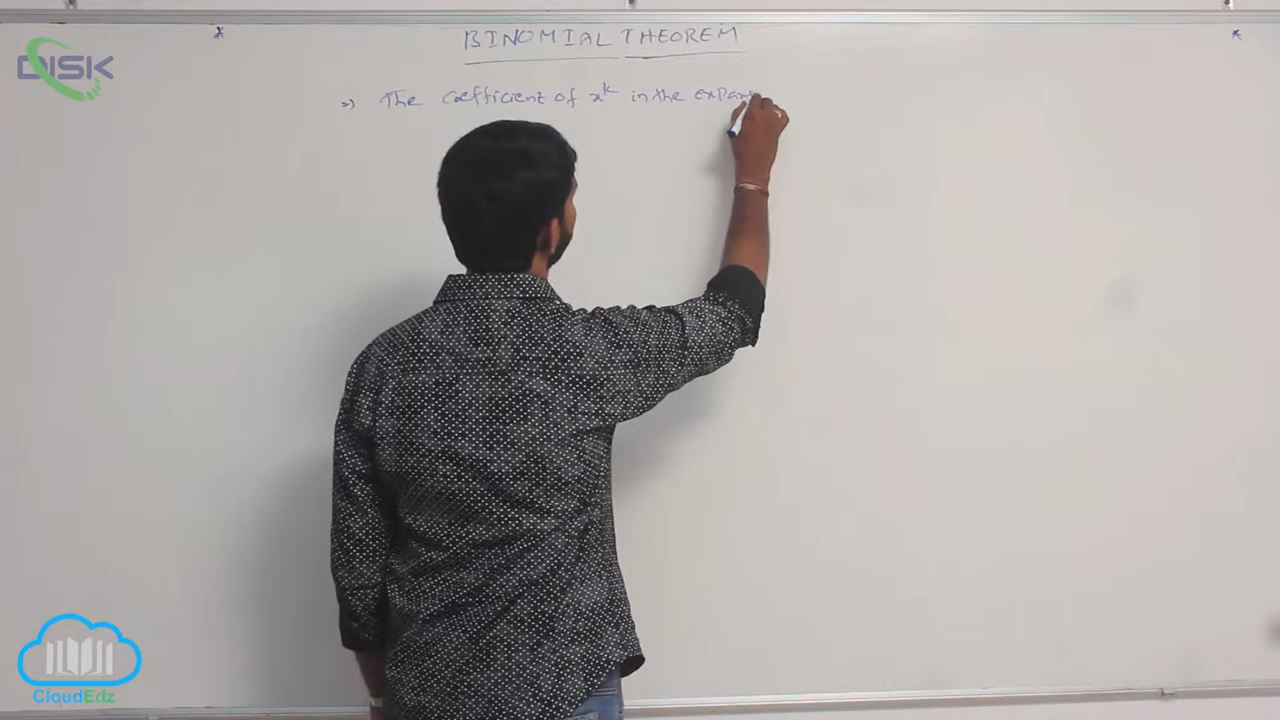 BINOMIAL THEOREM
DISK
=) The coefficient of x^k in the expan
CloudEdz